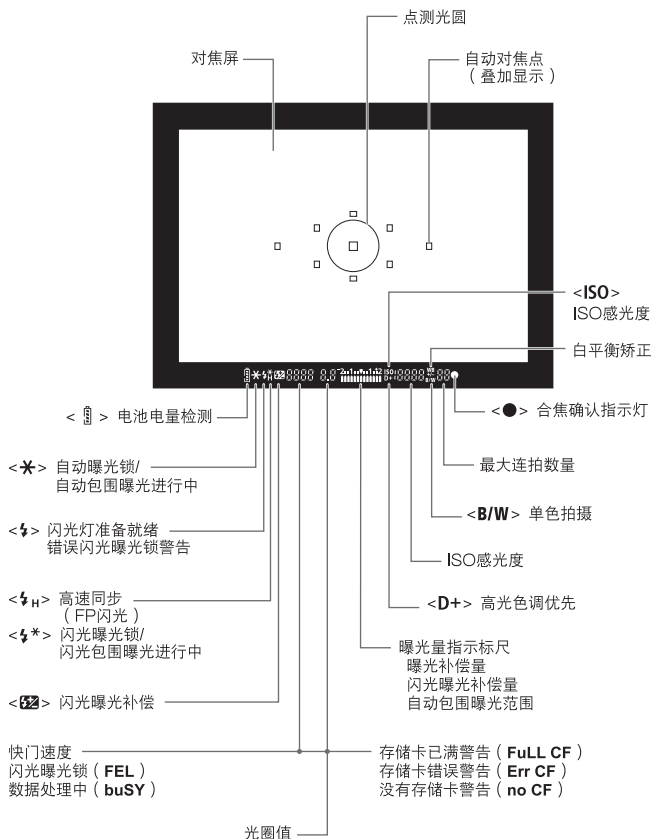 点测光圆
对焦屏
自动对焦点
（叠加显示）
<ISO>
ISO感光度
白平衡矫正
< > 电池电量检测
<●> 合焦确认指示灯
<✱> 自动曝光锁/
自动包围曝光进行中
最大连拍数量
<B/W> 单色拍摄
<⚡> 闪光灯准备就绪
错误闪光曝光锁警告
ISO感光度
<⚡H> 高速同步
（FP闪光）
<D+> 高光色调优先
<⚡*> 闪光曝光锁/
闪光包围曝光进行中
曝光量指示标尺
曝光补偿量
闪光曝光补偿量
自动包围曝光范围
< > 闪光曝光补偿
快门速度
闪光曝光锁（FEL）
数据处理中（buSY）
存储卡已满警告（FuLL CF）
存储卡错误警告（Err CF）
没有存储卡警告（no CF）
光圈值